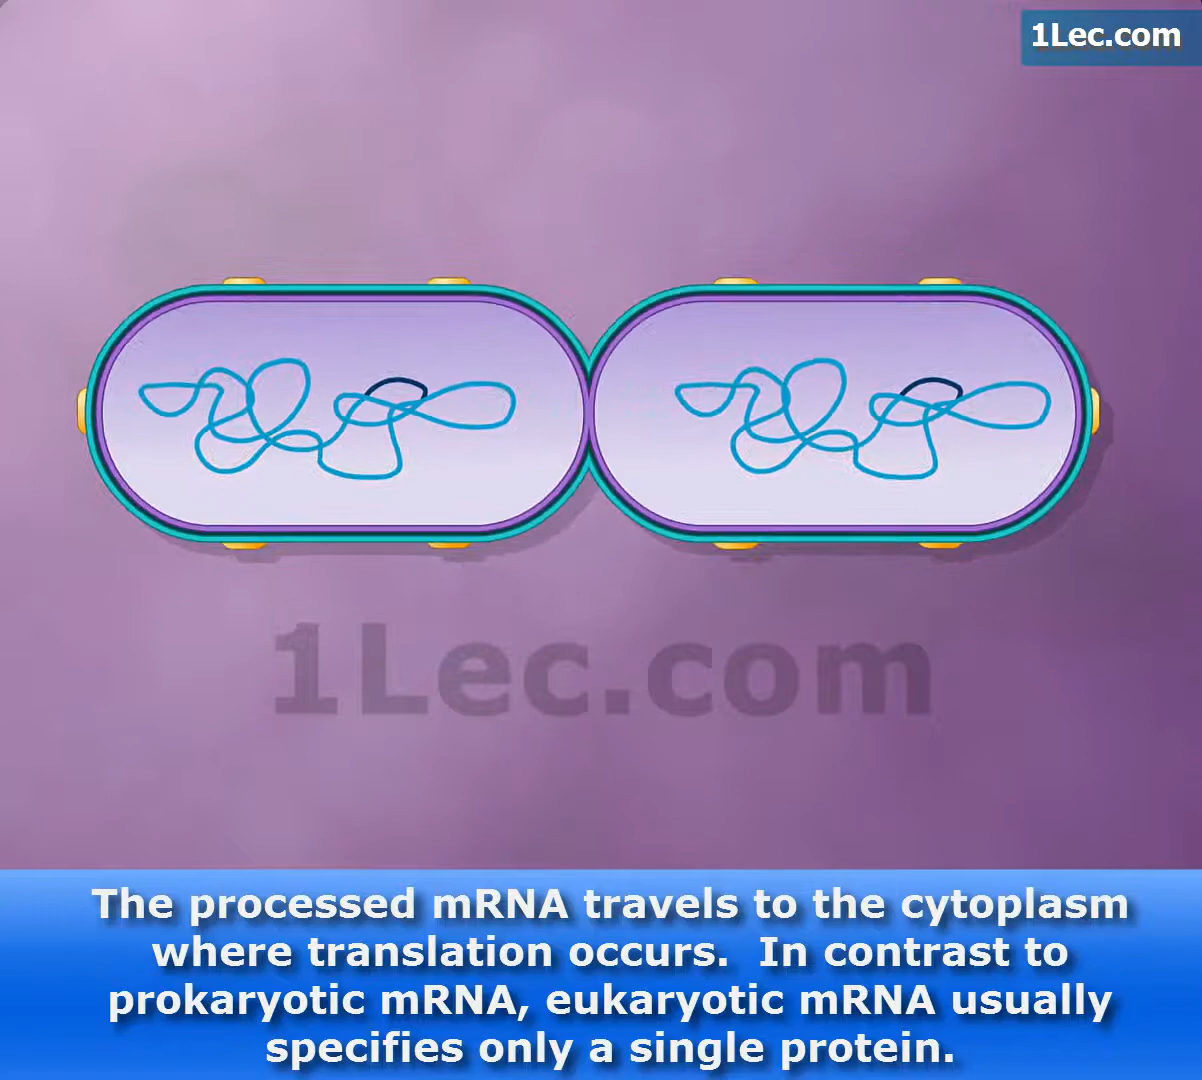 1Lec.com
1Lec.com
The processed mRNA travels to the cytoplasm
where translation occurs.  In contrast to
prokaryotic mRNA, eukaryotic mRNA usually
specifies only a single protein.